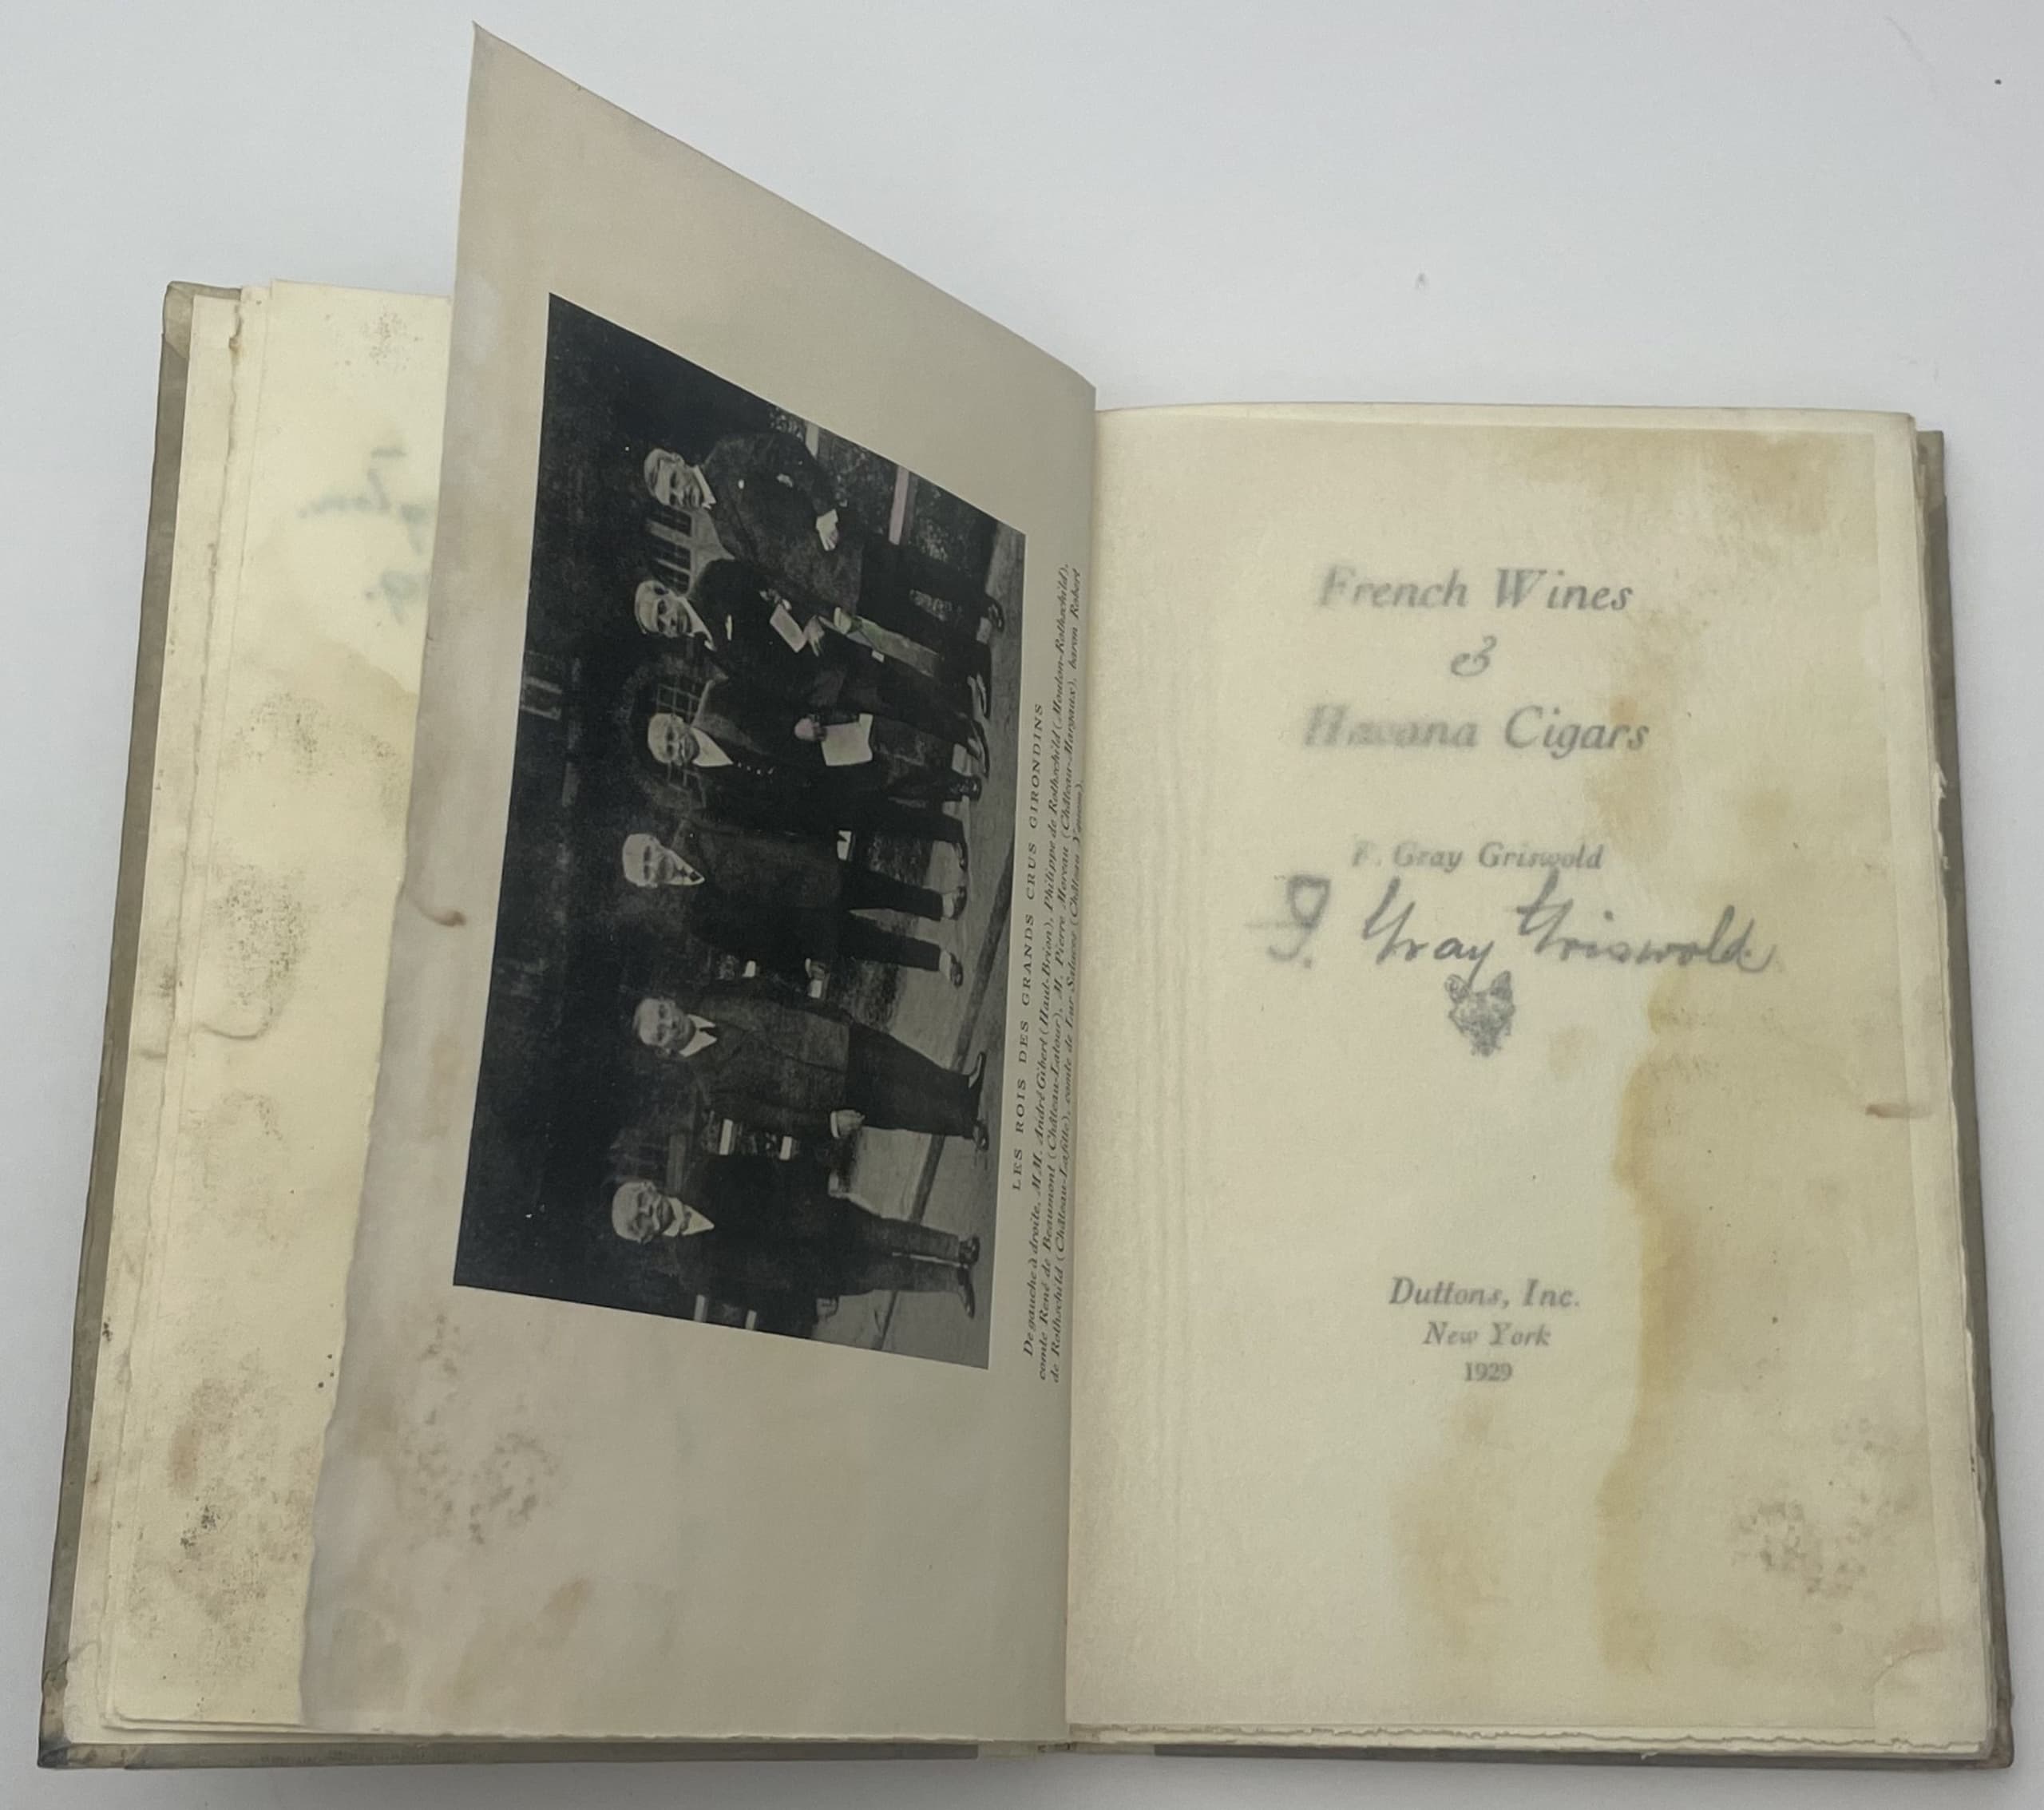 LES ROIS DES GRANDS CRUS GIRONDINS
De gauche à droite, MM. André Gibert (Haut-Brion), Philippe de Rothschild (Mouton-Rothschild),
comte René de Beaumont (Château-Latour), M. Pierre Moreau (Château-Margaux), baron Robert
de Rothschild (Château-Lafitte), comte de Lur Saluces (Château Yquem).
French Wines
&
Havana Cigars
F. Gray Griswold
F. Gray Griswold
Duttons, Inc.
New York
1929